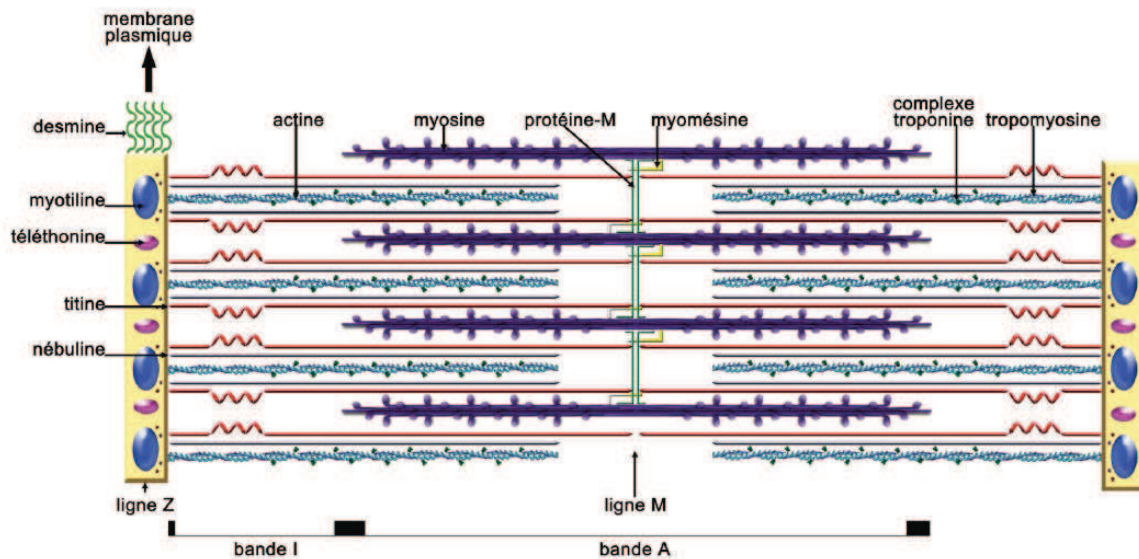 membrane
plasmique
desmine
actine
myosine
protéine-M
myomésine
complexe
troponine
tropomyosine
myotiline
téléthonine
titine
nébuline
ligne Z
ligne M
bande I
bande A